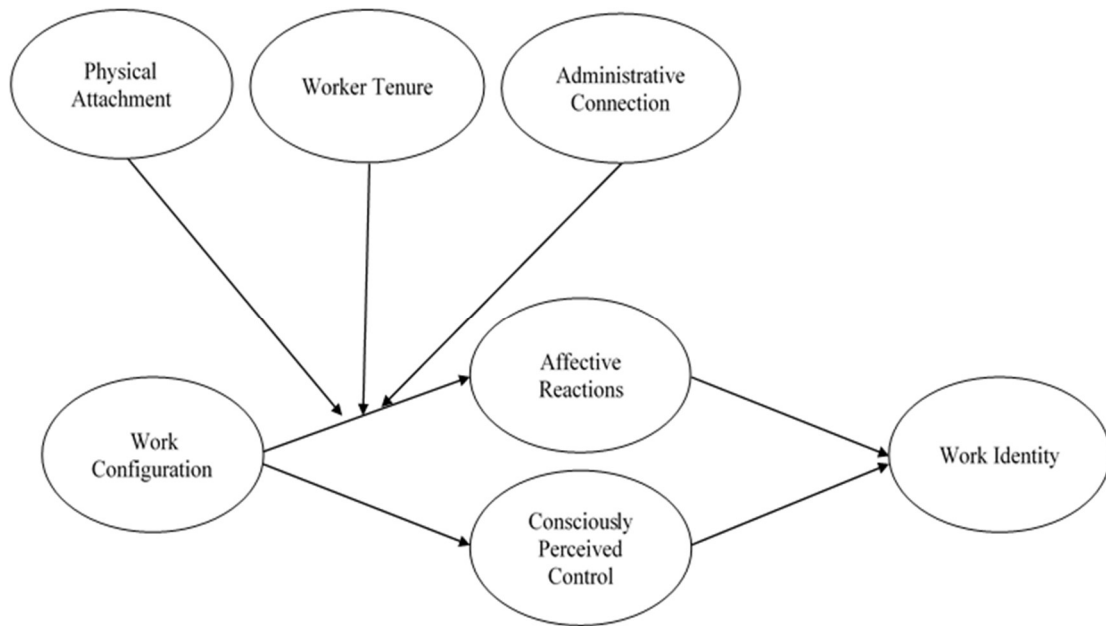 Physical
Attachment
Worker Tenure
Administrative
Connection
Affective
Reactions
Work
Configuration
Work Identity
Consciously
Perceived
Control